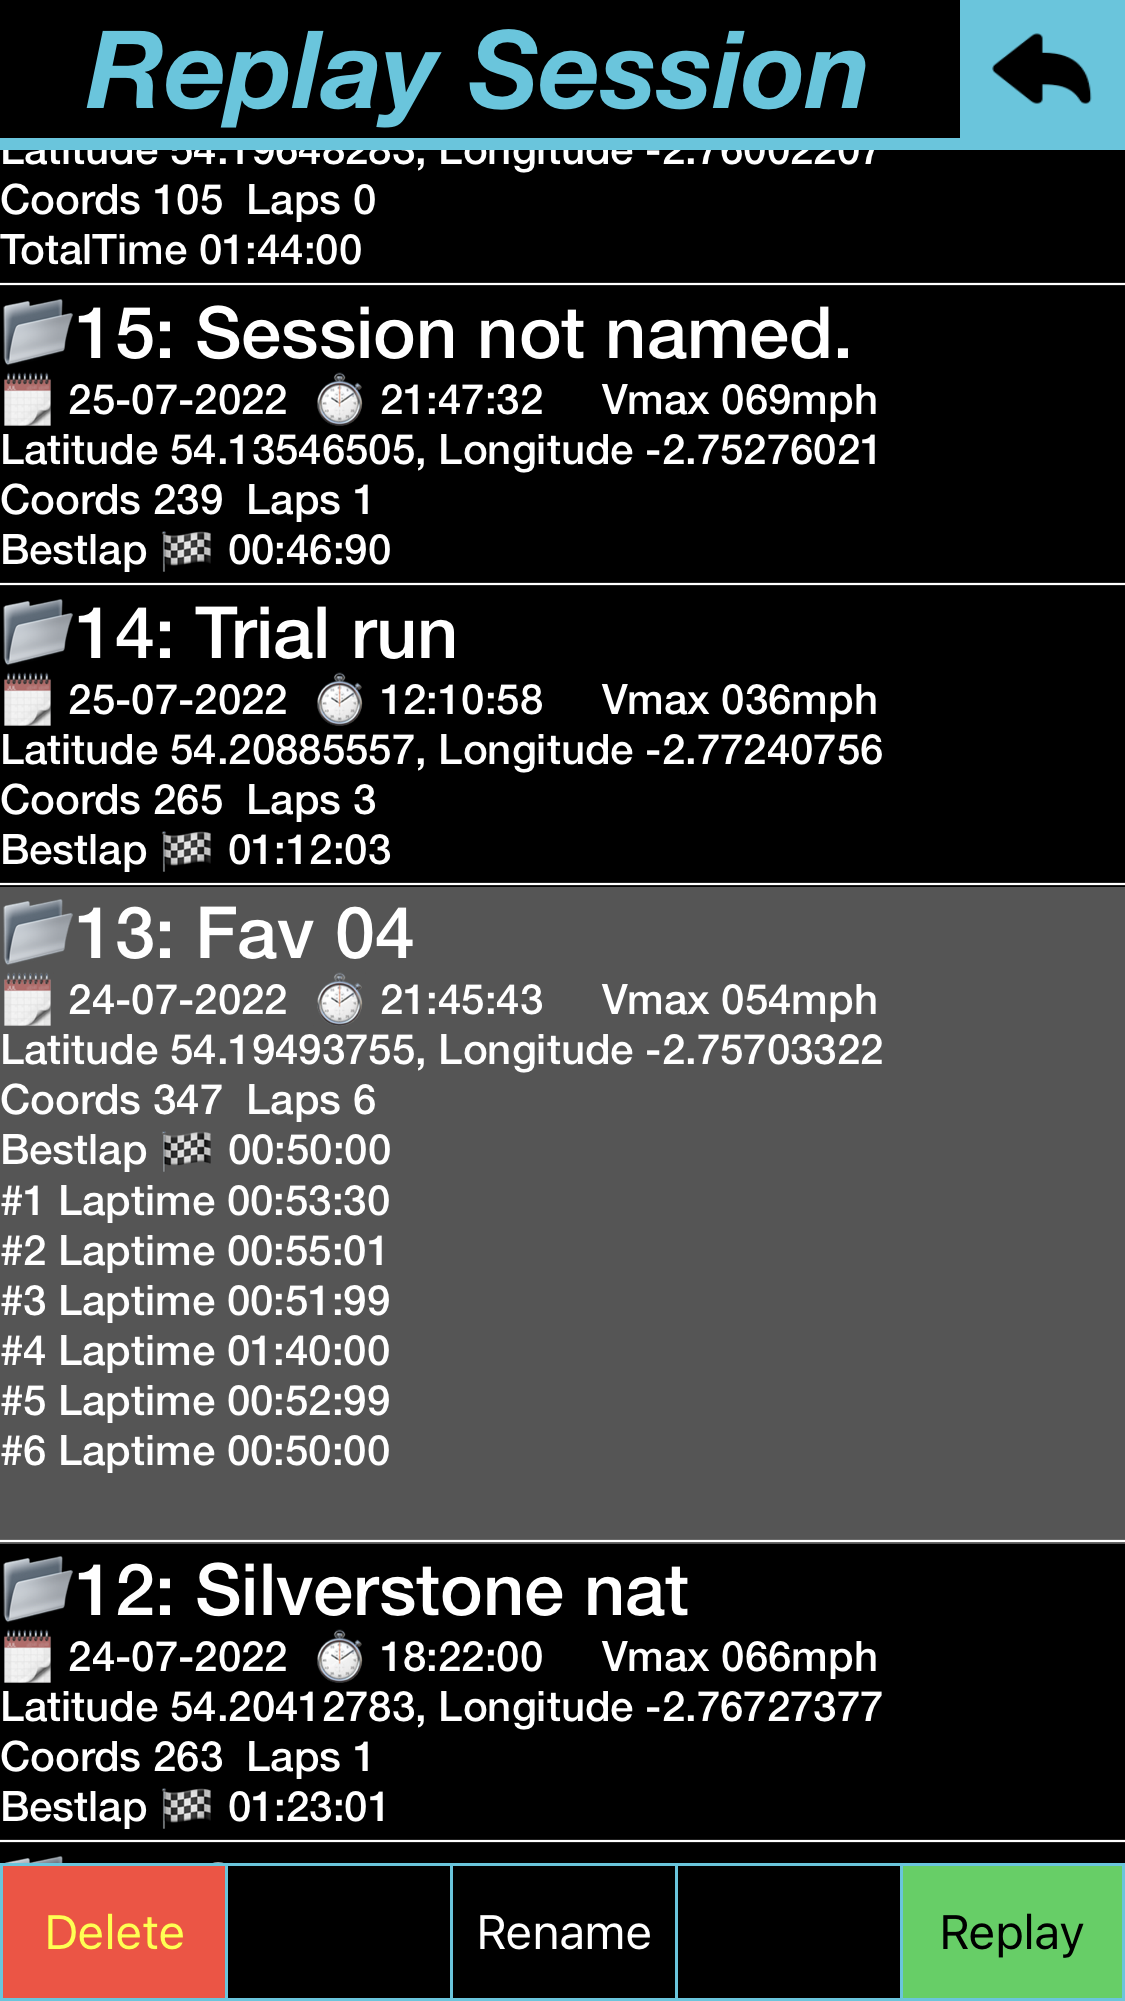 Replay Session
Latitude 54.19648283, Longitude -2.76002207
Coords 105 Laps 0
TotalTime 01:44:00
15: Session not named.
25-07-2022 21:47:32 Vmax 069mph
Latitude 54.13546505, Longitude -2.75276021
Coords 239 Laps 1
Bestlap 00:46:90
14: Trial run
25-07-2022 12:10:58 Vmax 036mph
Latitude 54.20885557, Longitude -2.77240756
Coords 265 Laps 3
Bestlap 01:12:03
13: Fav 04
24-07-2022 21:45:43 Vmax 054mph
Latitude 54.19493755, Longitude -2.75703322
Coords 347 Laps 6
Bestlap 00:50:00
#1 Laptime 00:53:30
#2 Laptime 00:55:01
#3 Laptime 00:51:99
#4 Laptime 01:40:00
#5 Laptime 00:52:99
#6 Laptime 00:50:00
12: Silverstone nat
24-07-2022 18:22:00 Vmax 066mph
Latitude 54.20412783, Longitude -2.76727377
Coords 263 Laps 1
Bestlap 01:23:01
Delete
Rename
Replay